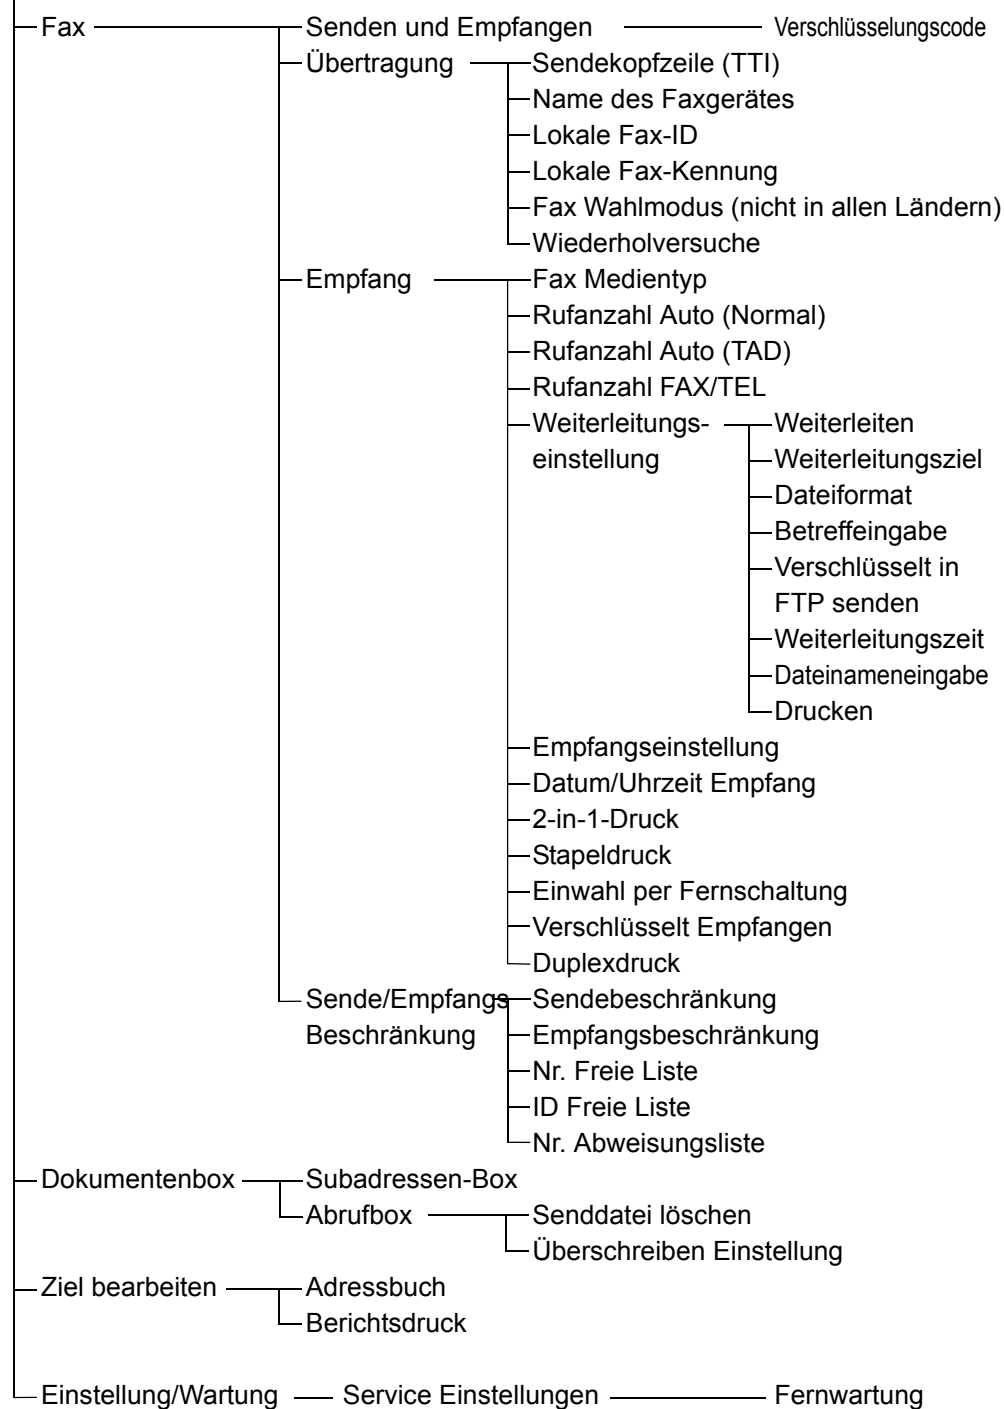 Fax Senden und Empfangen Verschlüsselungscode
Übertragung Sendekopfzeile (TTI)
Name des Faxgerätes
Lokale Fax-ID
Lokale Fax-Kennung
Fax Wahlmodus (nicht in allen Ländern)
Wiederholversuche
Empfang Fax Medientyp
Rufanzahl Auto (Normal)
Rufanzahl Auto (TAD)
Rufanzahl FAX/TEL
Weiterleitungs- Weiterleiten
einstellung Weiterleitungsziel
Dateiformat
Betreffeingabe
Verschlüsselt in
FTP senden
Weiterleitungszeit
Dateinameneingabe
Drucken
Empfangseinstellung
Datum/Uhrzeit Empfang
2-in-1-Druck
Stapeldruck
Einwahl per Fernschaltung
Verschlüsselt Empfangen
Duplexdruck
Sende/Empfangs Sendebeschränkung
Beschränkung Empfangsbeschränkung
Nr. Freie Liste
ID Freie Liste
Nr. Abweisungsliste
Dokumentenbox Subadressen-Box
Abrufbox Senddatei löschen
Überschreiben Einstellung
Ziel bearbeiten Adressbuch
Berichtsdruck
Einstellung/Wartung Service Einstellungen Fernwartung